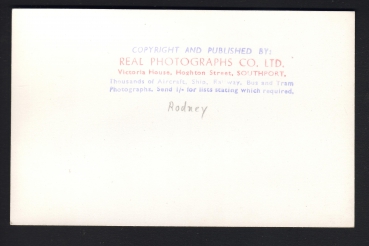 COPYRIGHT AND PUBLISHED BY:
REAL PHOTOGRAPHS CO. LTD.
Victoria House, Hoghton Street, SOUTHPORT,
Thousands of Aircraft, Ship, Railway, Bus and Tram
Photographs. Send 1/- for lists stating which required.
Rodney